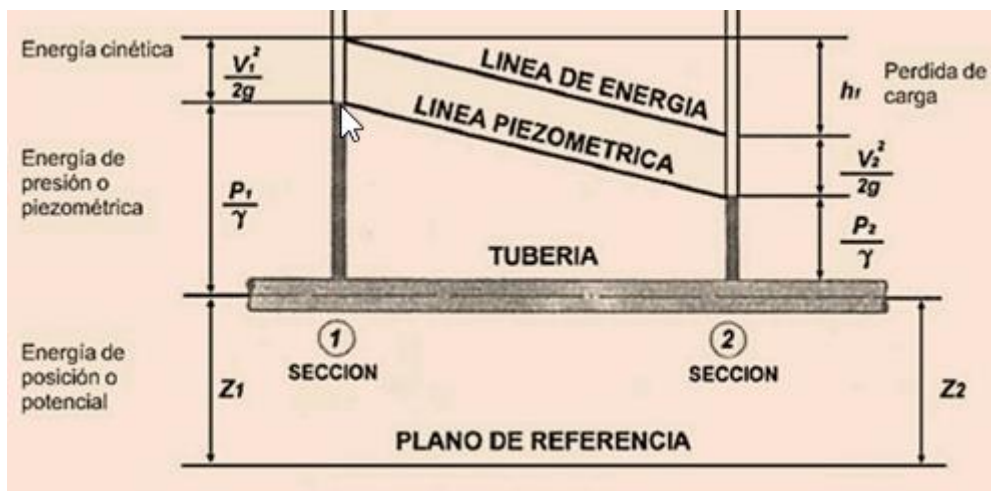 Energía cinética
V₁²
2g
LINEA DE ENERGIA
h₁
Perdida de
carga
LINEA PIEZOMETRICA
V₂²
2g
Energía de
presión o
piezométrica
P₁
γ
P₂
γ
TUBERIA
1
SECCION
2
SECCION
Energía de
posición o
potencial
Z1
Z2
PLANO DE REFERENCIA